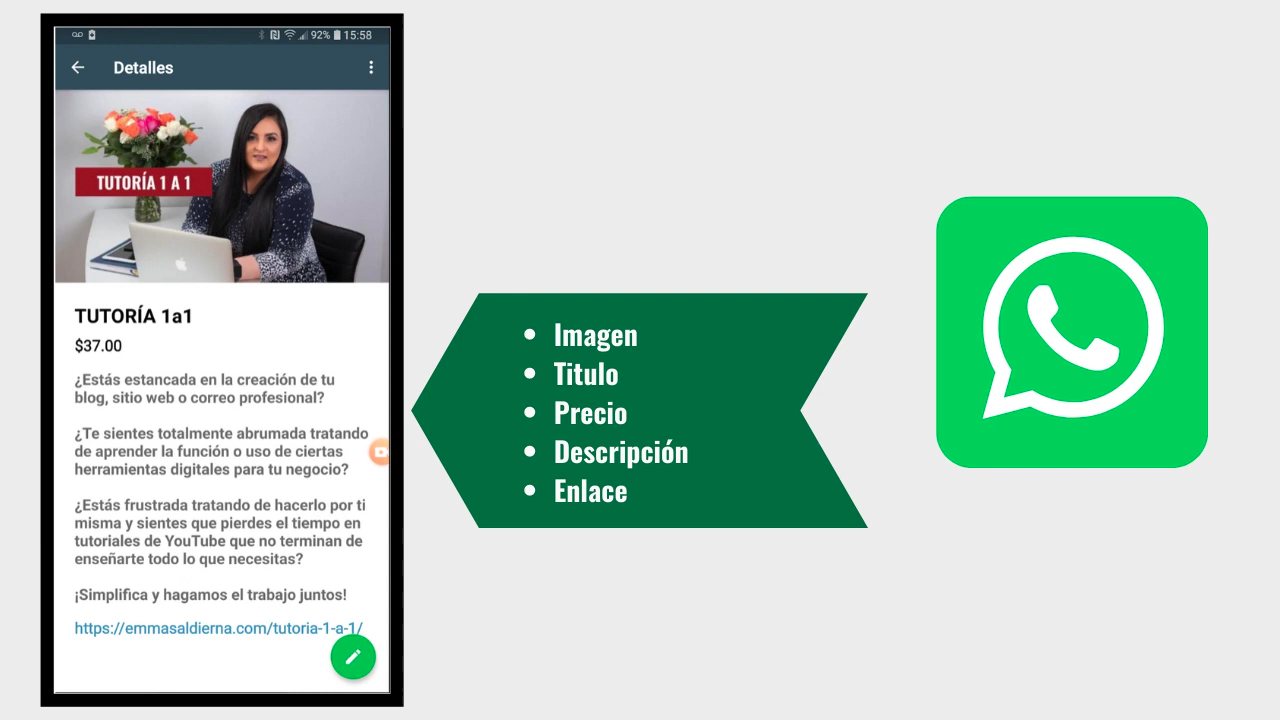 92% 15:58
Detalles
TUTORÍA 1 A 1
TUTORÍA 1a1
$37.00
¿Estás estancada en la creación de tu
blog, sitio web o correo profesional?
¿Te sientes totalmente abrumada tratando
de aprender la función o uso de ciertas
herramientas digitales para tu negocio?
¿Estás frustrada tratando de hacerlo por ti
misma y sientes que pierdes el tiempo en
tutoriales de YouTube que no terminan de
enseñarte todo lo que necesitas?
¡Simplifica y hagamos el trabajo juntos!
https://emmasaldierna.com/tutoria-1-a-1/
• Imagen
• Titulo
• Precio
• Descripción
• Enlace